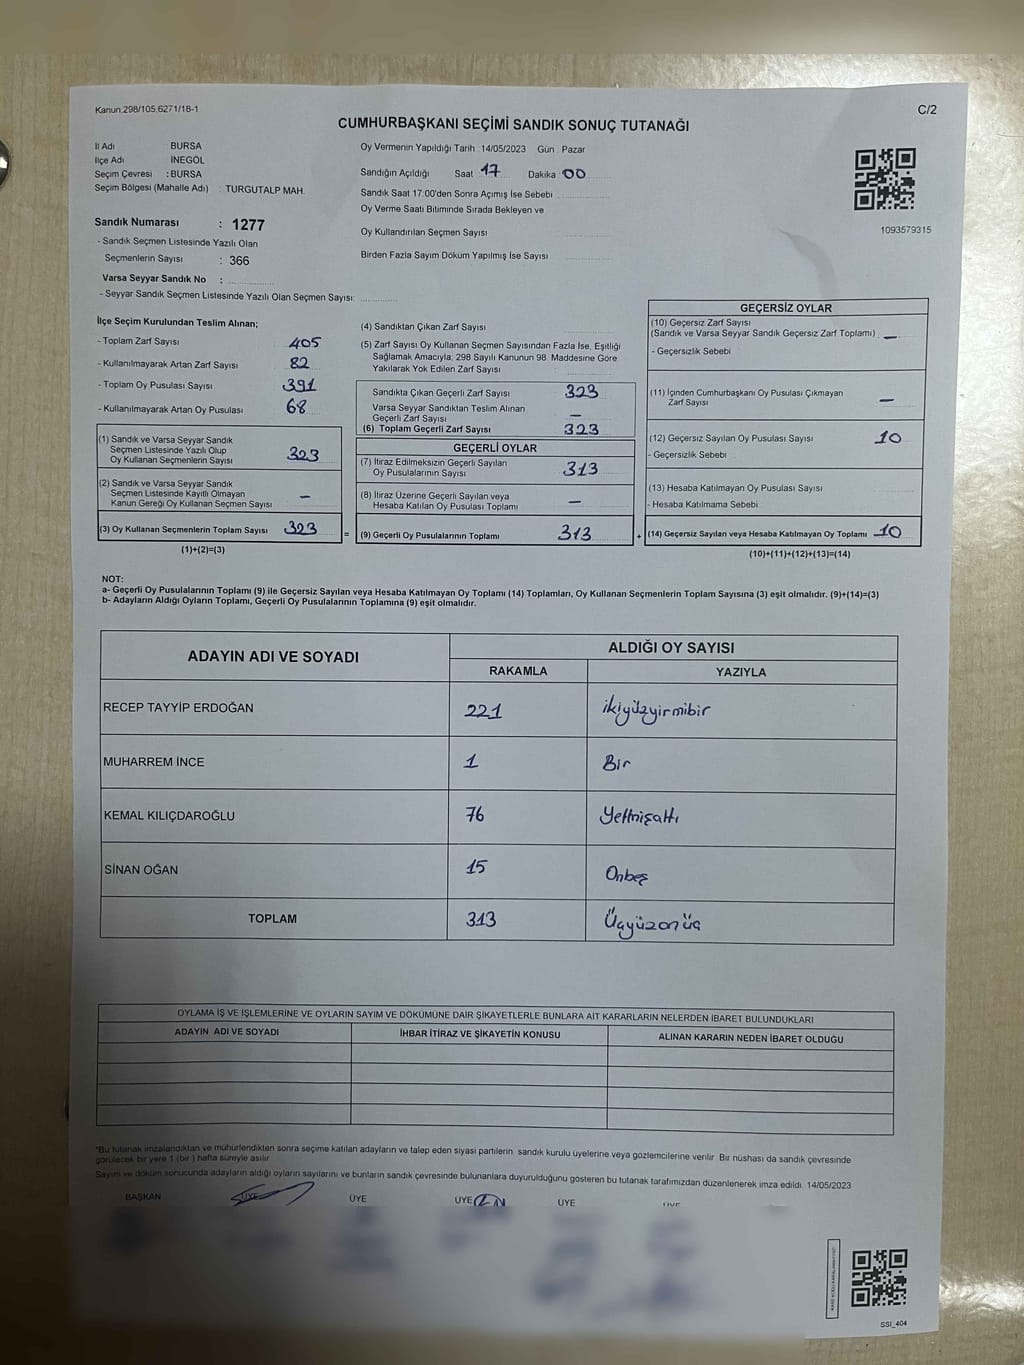 Kanun.298/105,6271/18-1
C/2
CUMHURBAŞKANI SEÇİMİ SANDIK SONUÇ TUTANAĞI
İl Adı BURSA
İlçe Adı İNEGÖL
Seçim Çevresi : BURSA
Seçim Bölgesi (Mahalle Adı) : TURGUTALP MAH.
Oy Vermenin Yapıldığı Tarih : 14/05/2023 Gün : Pazar
Sandığın Açıldığı Saat 17 Dakika 00
Sandık Saat 17:00'den Sonra Açımış İse Sebebi
Oy Verme Saati Bitiminde Sırada Bekleyen ve
Oy Kullandırılan Seçmen Sayısı
Birden Fazla Sayım Döküm Yapılmış İse Sayısı
1093579315
Sandık Numarası : 1277
- Sandık Seçmen Listesinde Yazılı Olan
Seçmenlerin Sayısı : 366
Varsa Seyyar Sandık No :
- Seyyar Sandık Seçmen Listesinde Yazılı Olan Seçmen Sayısı:
İlçe Seçim Kurulundan Teslim Alınan;
- Toplam Zarf Sayısı 405
- Kullanılmayarak Artan Zarf Sayısı 82
- Toplam Oy Pusulası Sayısı 391
- Kullanılmayarak Artan Oy Pusulası 68
(1) Sandık ve Varsa Seyyar Sandık
Seçmen Listesinde Yazılı Olup
Oy Kullanan Seçmenlerin Sayısı 323
(2) Sandık ve Varsa Seyyar Sandık
Seçmen Listesinde Kayıtlı Olmayan
Kanun Gereği Oy Kullanan Seçmen Sayısı –
(3) Oy Kullanan Seçmenlerin Toplam Sayısı 323
(1)+(2)=(3)
(4) Sandıktan Çıkan Zarf Sayısı
(5) Zarf Sayısı Oy Kullanan Seçmen Sayısından Fazla İse, Eşitliği
Sağlamak Amacıyla; 298 Sayılı Kanunun 98. Maddesine Göre
Yakılarak Yok Edilen Zarf Sayısı
Sandıkta Çıkan Geçerli Zarf Sayısı 323
Varsa Seyyar Sandıktan Teslim Alınan
Geçerli Zarf Sayısı –
(6) Toplam Geçerli Zarf Sayısı 323
GEÇERLİ OYLAR
(7) İtiraz Edilmeksizin Geçerli Sayılan
Oy Pusulalarının Sayısı 313
(8) İtiraz Üzerine Geçerli Sayılan veya
Hesaba Katılan Oy Pusulası Toplamı –
= (9) Geçerli Oy Pusulalarının Toplamı 313
GEÇERSİZ OYLAR
(10) Geçersiz Zarf Sayısı
(Sandık ve Varsa Seyyar Sandık Geçersiz Zarf Toplamı) –
- Geçersizlik Sebebi
(11) İçinden Cumhurbaşkanı Oy Pusulası Çıkmayan
Zarf Sayısı –
(12) Geçersiz Sayılan Oy Pusulası Sayısı 10
- Geçersizlik Sebebi
(13) Hesaba Katılmayan Oy Pusulası Sayısı
- Hesaba Katılmama Sebebi
+ (14) Geçersiz Sayılan veya Hesaba Katılmayan Oy Toplamı 10
(10)+(11)+(12)+(13)=(14)
NOT:
a- Geçerli Oy Pusulalarının Toplamı (9) ile Geçersiz Sayılan veya Hesaba Katılmayan Oy Toplamı (14) Toplamları, Oy Kullanan Seçmenlerin Toplam Sayısına (3) eşit olmalıdır. (9)+(14)=(3)
b- Adayların Aldığı Oyların Toplamı, Geçerli Oy Pusulalarının Toplamına (9) eşit olmalıdır.
ADAYIN ADI VE SOYADI ALDIĞI OY SAYISI
RAKAMLA YAZIYLA
RECEP TAYYİP ERDOĞAN 221 ikiyüzyirmibir
MUHARREM İNCE 1 Bir
KEMAL KILIÇDAROĞLU 76 Yetmişaltı
SİNAN OĞAN 15 Onbeş
TOPLAM 313 Üçyüzonüç
OYLAMA İŞ VE İŞLEMLERİNE VE OYLARIN SAYIM VE DÖKÜMÜNE DAİR ŞİKAYETLERLE BUNLARA AİT KARARLARIN NELERDEN İBARET BULUNDUKLARI
ADAYIN ADI VE SOYADI İHBAR İTİRAZ VE ŞİKAYETİN KONUSU ALINAN KARARIN NEDEN İBARET OLDUĞU
*Bu tutanak imzalandıktan ve mühürlendikten sonra seçime katılan adayların ve talep eden siyasi partilerin sandık kurulu üyelerine veya gözlemcilerine verilir. Bir nüshası da sandık çevresinde
görülecek bir yere 1 (bir) hafta süreyle asılır.
Sayım ve döküm sonucunda adayların aldığı oyların sayılarını ve bunların sandık çevresinde bulunanlara duyurulduğunu gösteren bu tutanak tarafımızdan düzenlenerek imza edildi. 14/05/2023
BAŞKAN ÜYE ÜYE ÜYE ÜYE ÜYE
SSI_404